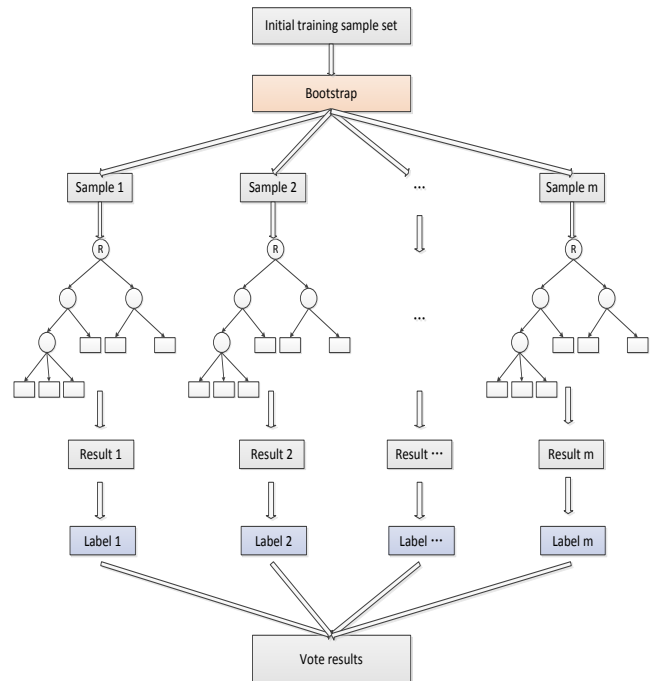 Initial training sample set
Bootstrap
Sample 1
Sample 2
...
Sample m
R
R
R
...
Result 1
Result 2
Result ···
Result m
Label 1
Label 2
Label ···
Label m
Vote results